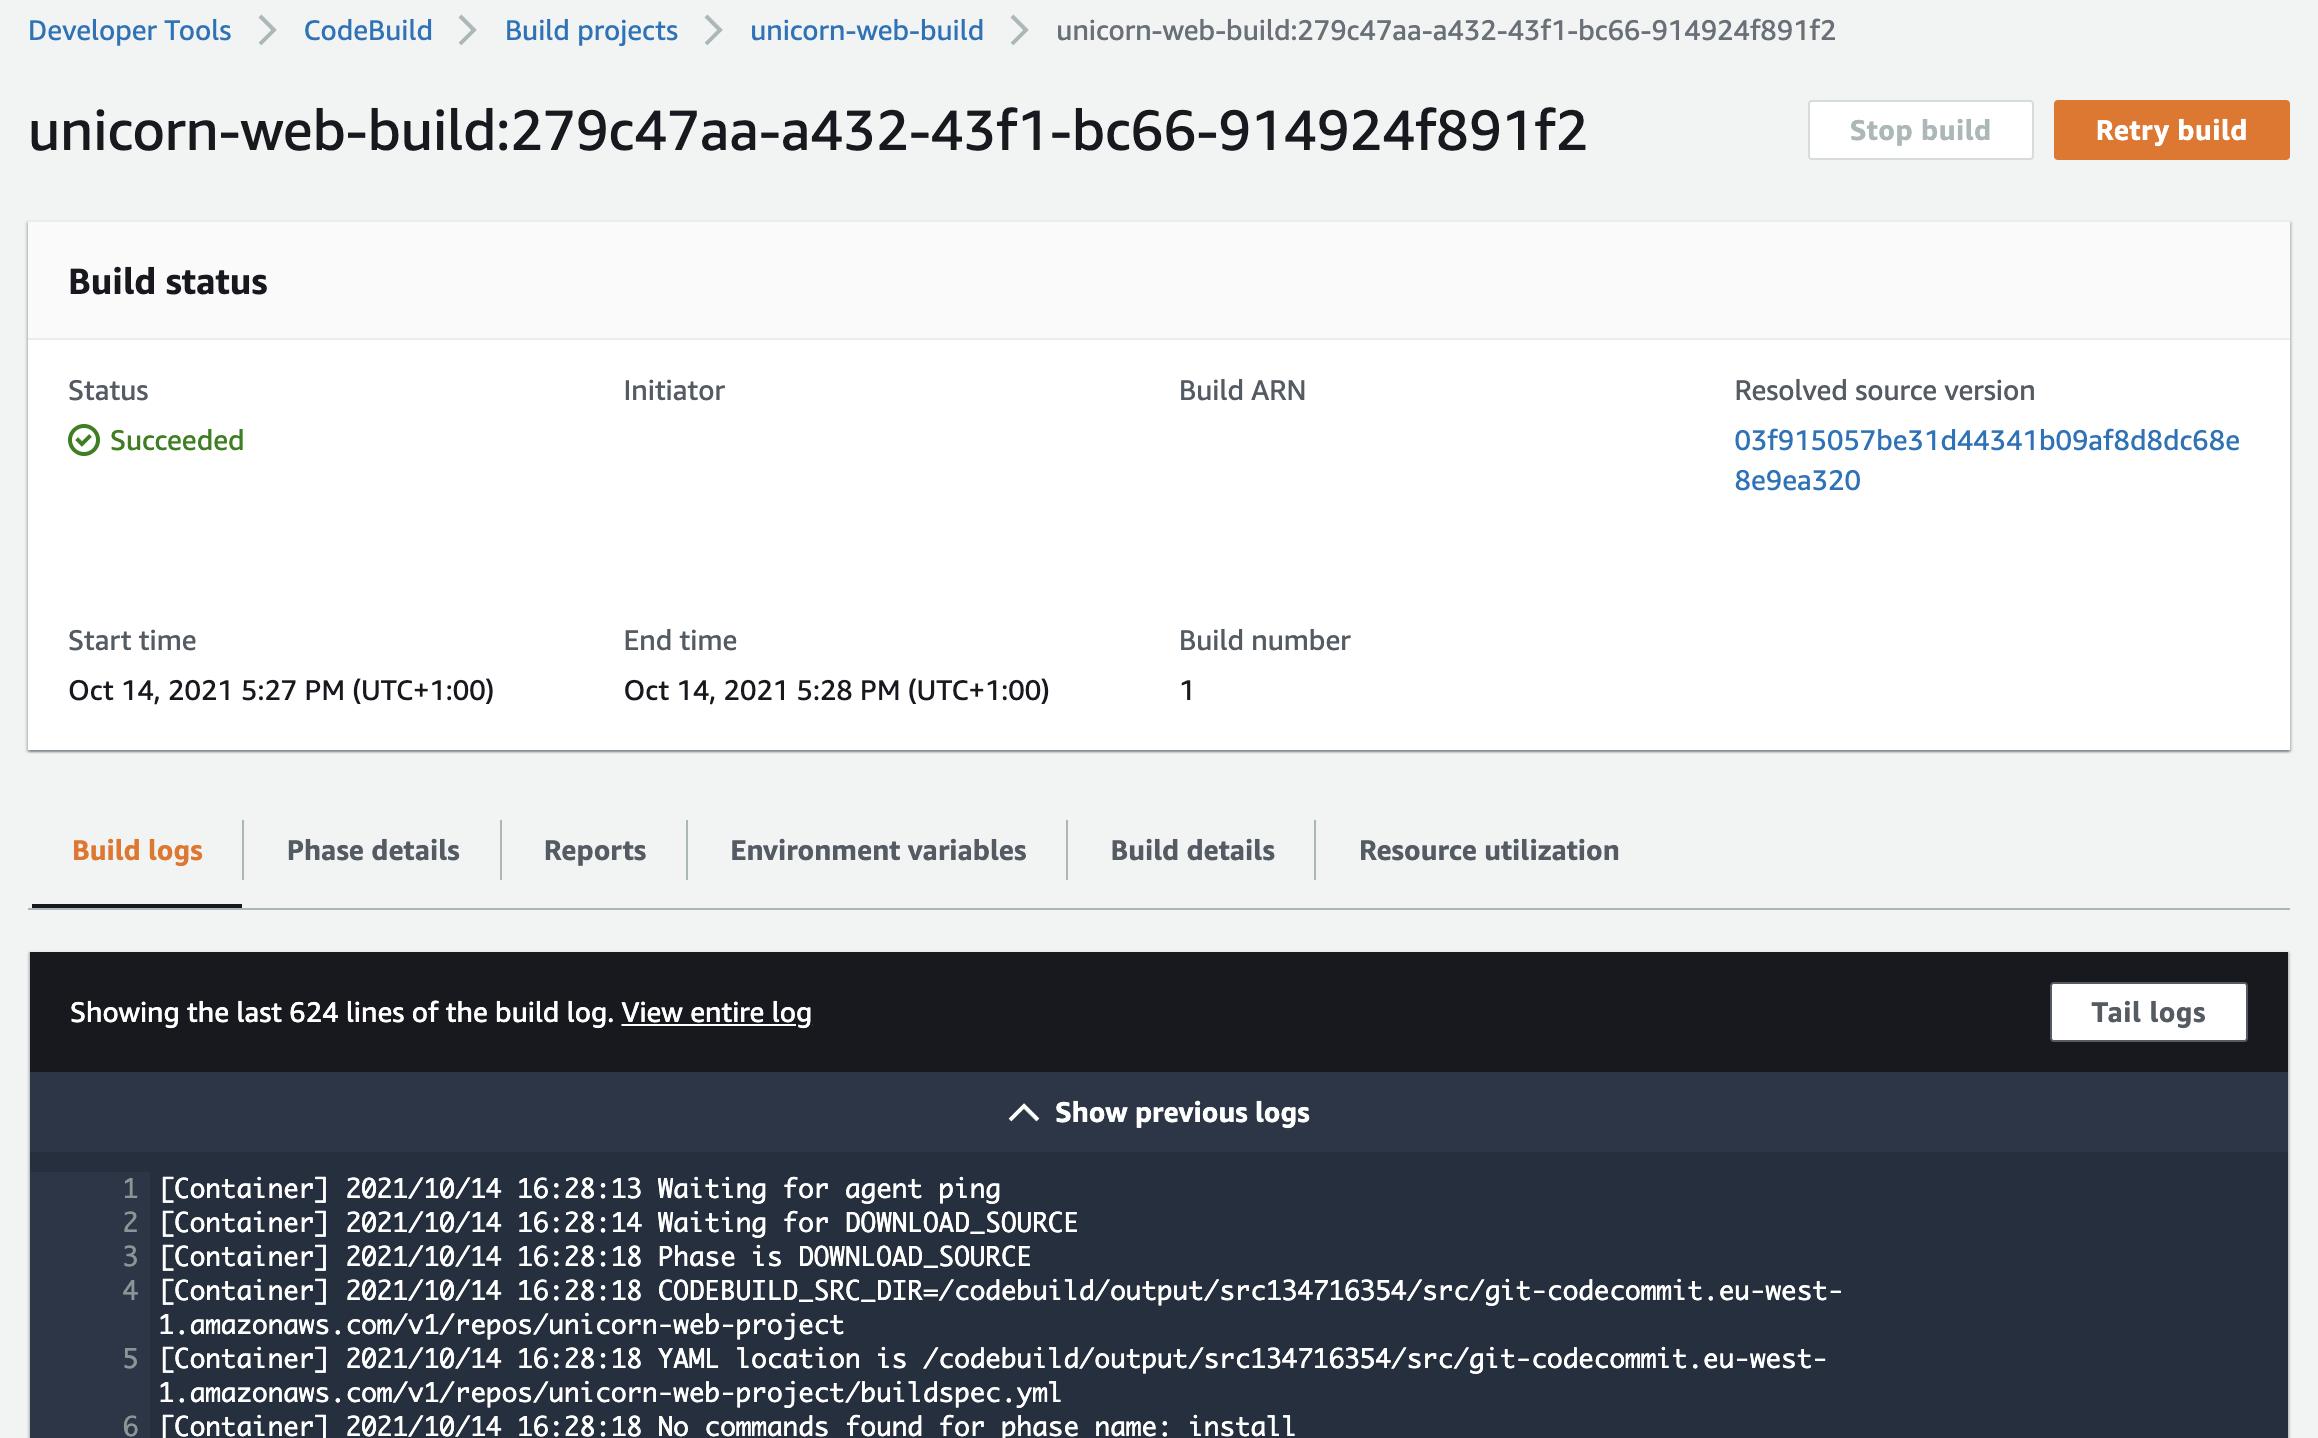 Developer Tools > CodeBuild > Build projects > unicorn-web-build > unicorn-web-build:279c47aa-a432-43f1-bc66-914924f891f2
unicorn-web-build:279c47aa-a432-43f1-bc66-914924f891f2
Stop build
Retry build
Build status
Status
Succeeded
Initiator
Build ARN
Resolved source version
03f915057be31d44341b09af8d8dc68e
8e9ea320
Start time
Oct 14, 2021 5:27 PM (UTC+1:00)
End time
Oct 14, 2021 5:28 PM (UTC+1:00)
Build number
1
Build logs
Phase details
Reports
Environment variables
Build details
Resource utilization
Showing the last 624 lines of the build log. View entire log
Tail logs
Show previous logs
1 [Container] 2021/10/14 16:28:13 Waiting for agent ping
2 [Container] 2021/10/14 16:28:14 Waiting for DOWNLOAD_SOURCE
3 [Container] 2021/10/14 16:28:18 Phase is DOWNLOAD_SOURCE
4 [Container] 2021/10/14 16:28:18 CODEBUILD_SRC_DIR=/codebuild/output/src134716354/src/git-codecommit.eu-west-
1.amazonaws.com/v1/repos/unicorn-web-project
5 [Container] 2021/10/14 16:28:18 YAML location is /codebuild/output/src134716354/src/git-codecommit.eu-west-
1.amazonaws.com/v1/repos/unicorn-web-project/buildspec.yml
6 [Container] 2021/10/14 16:28:18 No commands found for phase name: install